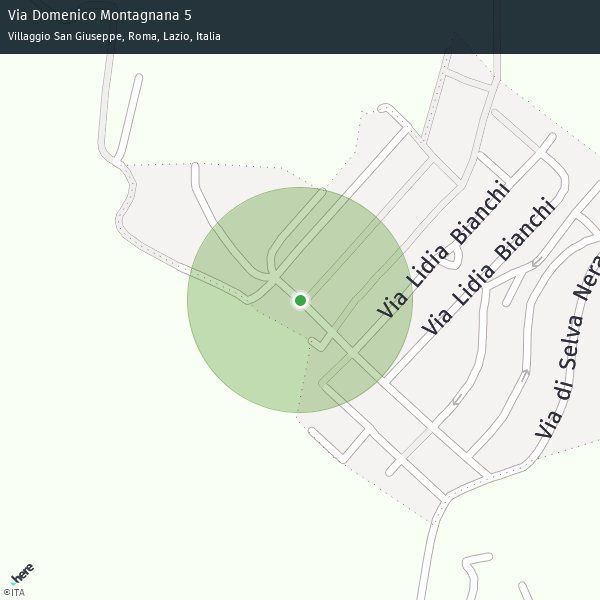 Via Domenico Montagnana 5
Villaggio San Giuseppe, Roma, Lazio, Italia
Via Lidia Bianchi
Via Lidia Bianchi
Via di Selva Nera
here
©ITA